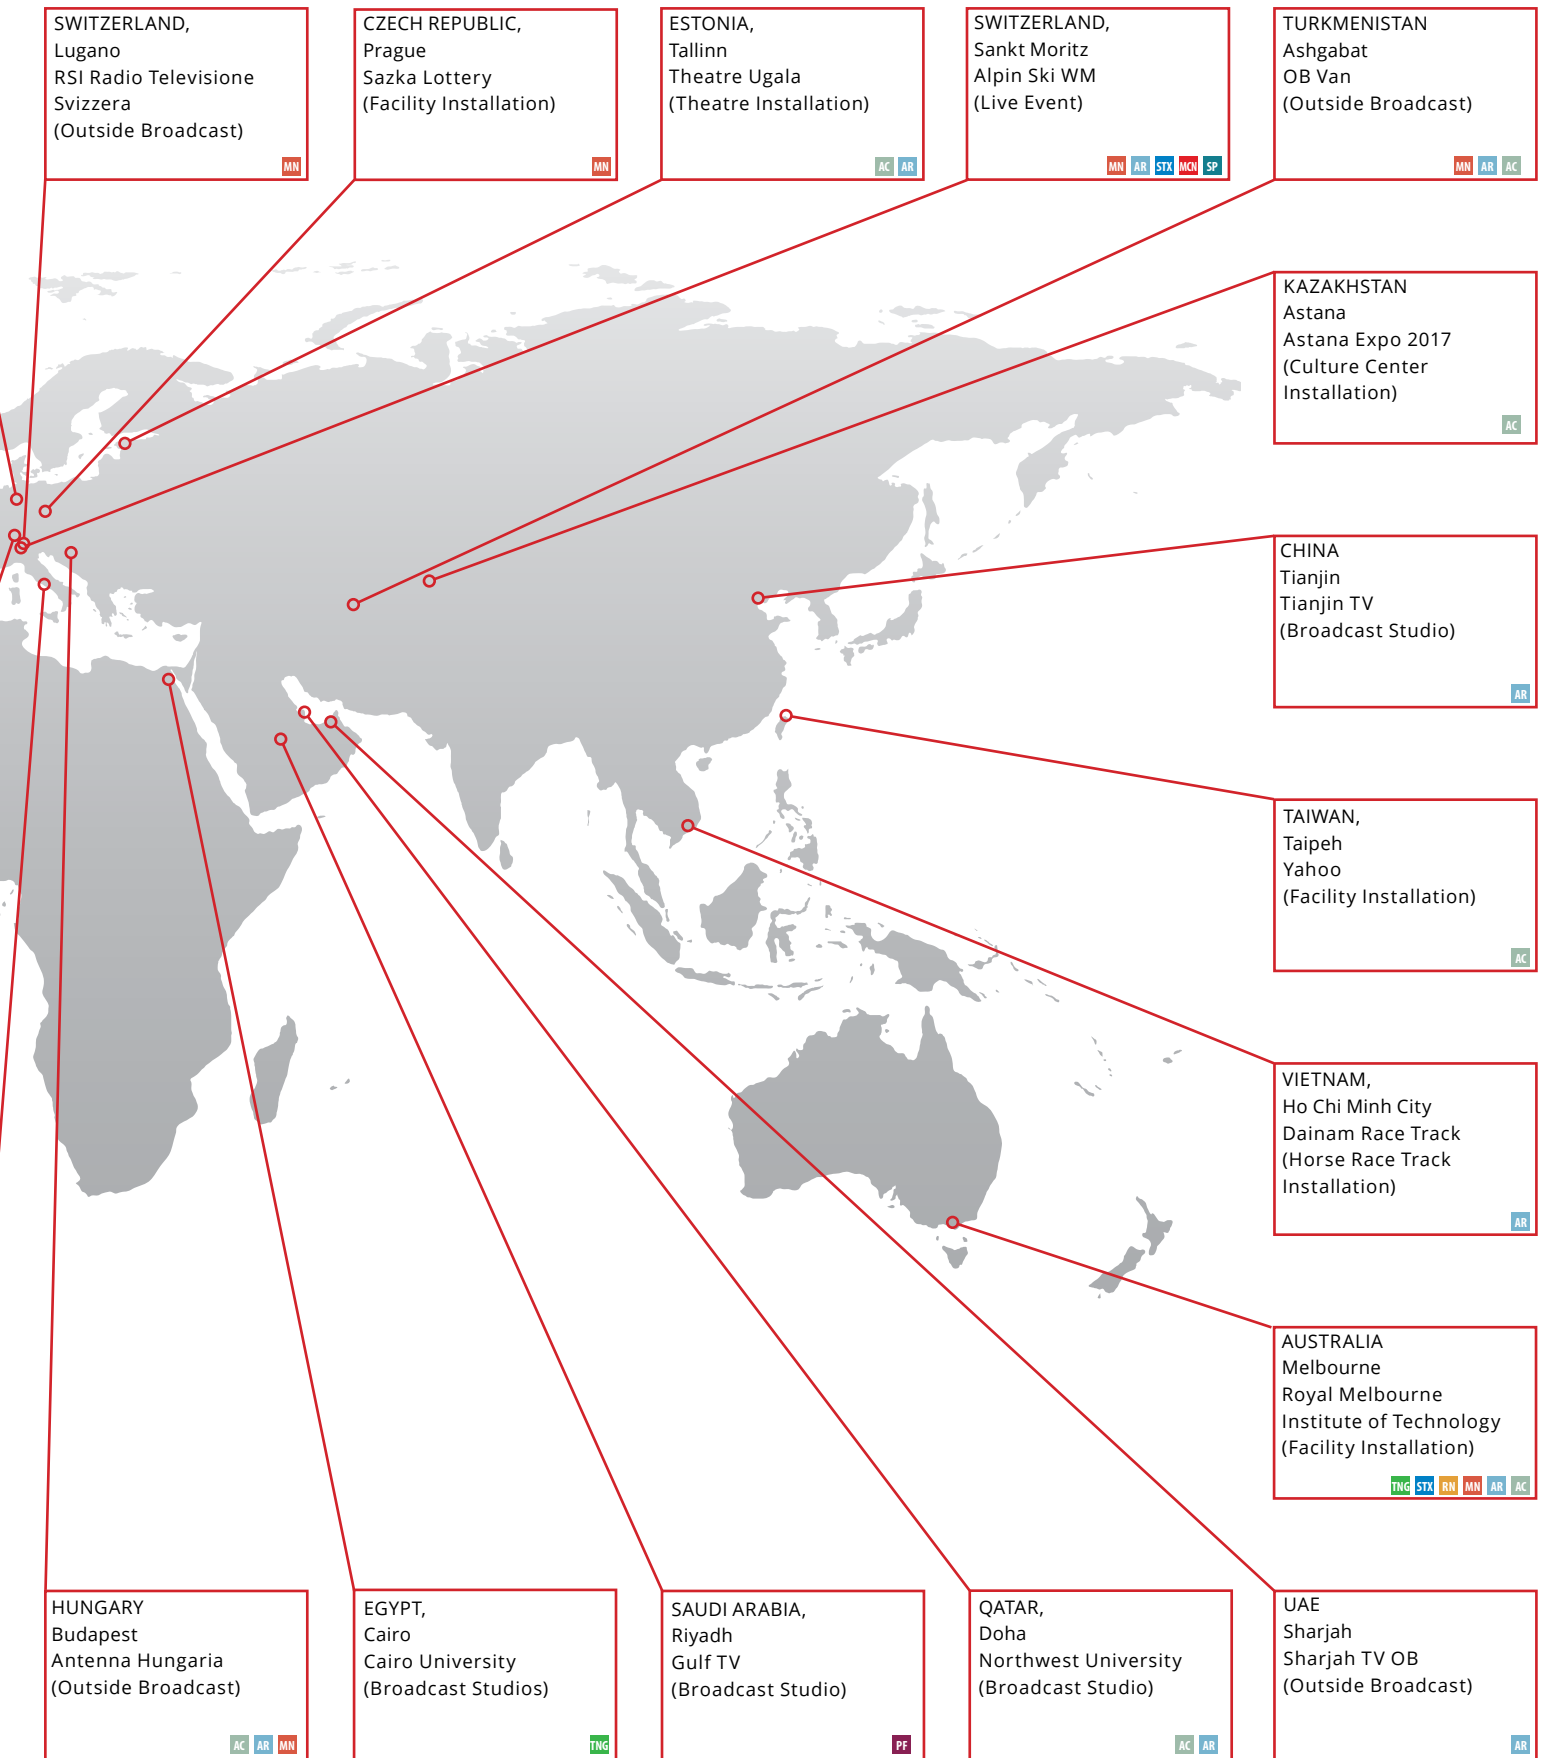 SWITZERLAND,
Lugano
RSI Radio Televisione
Svizzera
(Outside Broadcast)
MN
CZECH REPUBLIC,
Prague
Sazka Lottery
(Facility Installation)
MN
ESTONIA,
Tallinn
Theatre Ugala
(Theatre Installation)
AC AR
SWITZERLAND,
Sankt Moritz
Alpin Ski WM
(Live Event)
MN AR STX MCN SP
TURKMENISTAN
Ashgabat
OB Van
(Outside Broadcast)
MN AR AC
KAZAKHSTAN
Astana
Astana Expo 2017
(Culture Center
Installation)
AC
CHINA
Tianjin
Tianjin TV
(Broadcast Studio)
AR
TAIWAN,
Taipeh
Yahoo
(Facility Installation)
AC
VIETNAM,
Ho Chi Minh City
Dainam Race Track
(Horse Race Track
Installation)
AR
AUSTRALIA
Melbourne
Royal Melbourne
Institute of Technology
(Facility Installation)
TNG STX RN MN AR AC
HUNGARY
Budapest
Antenna Hungaria
(Outside Broadcast)
AC AR MN
EGYPT,
Cairo
Cairo University
(Broadcast Studios)
TNG
SAUDI ARABIA,
Riyadh
Gulf TV
(Broadcast Studio)
PF
QATAR,
Doha
Northwest University
(Broadcast Studio)
AC AR
UAE
Sharjah
Sharjah TV OB
(Outside Broadcast)
AR